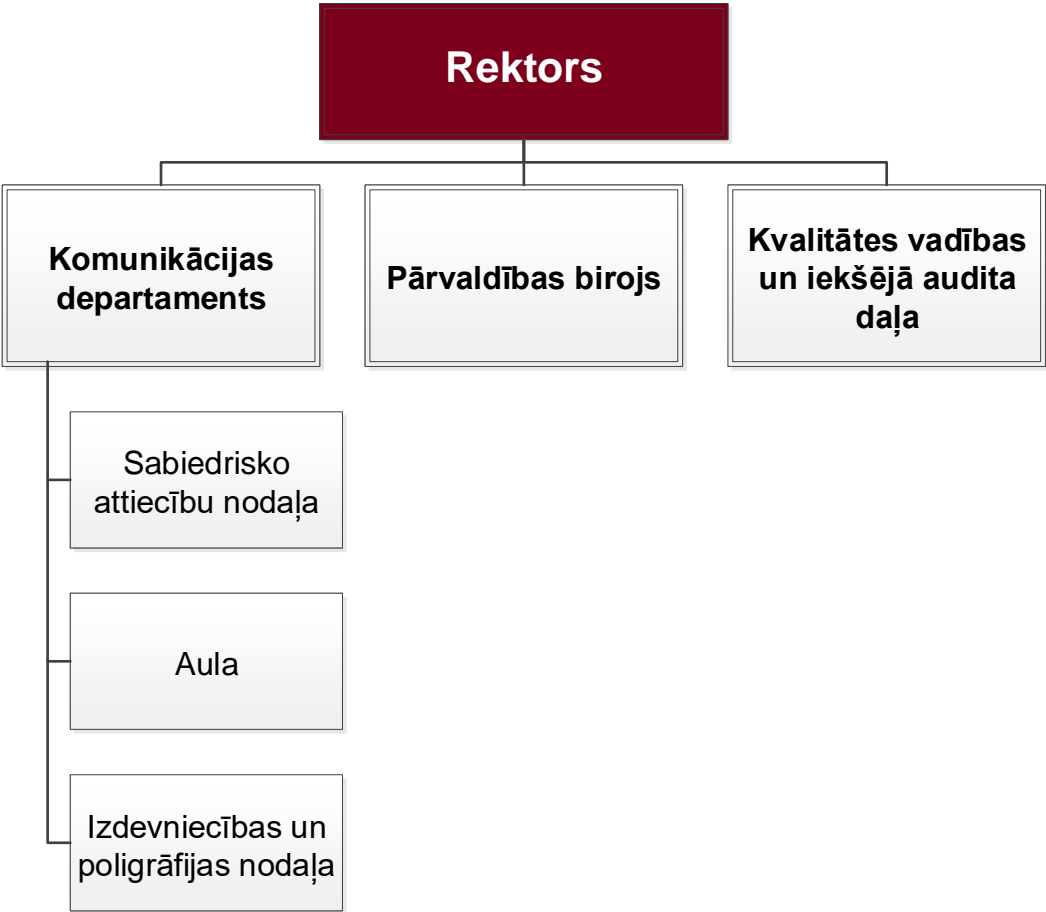 Rektors
Komunikācijas
departaments
Pārvaldības birojs
Kvalitātes vadības
un iekšējā audita
daļa
Sabiedrisko
attiecību nodaļa
Aula
Izdevniecības un
poligrāfijas nodaļa